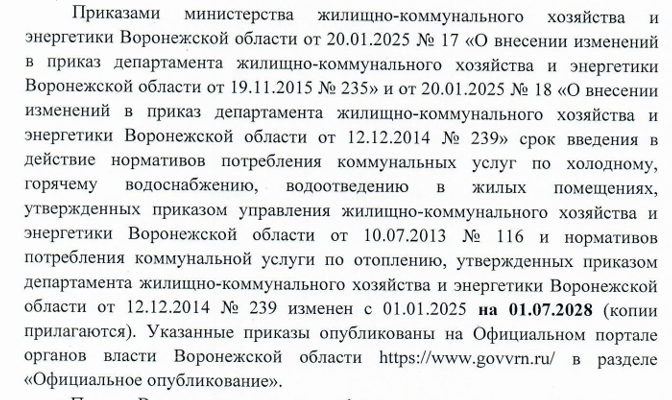 Приказами министерства жилищно-коммунального хозяйства и
энергетики Воронежской области от 20.01.2025 № 17 «О внесении изменений
в приказ департамента жилищно-коммунального хозяйства и энергетики
Воронежской области от 19.11.2015 № 235» и от 20.01.2025 № 18 «О внесении
изменений в приказ департамента жилищно-коммунального хозяйства и
энергетики Воронежской области от 12.12.2014 № 239» срок введения в
действие нормативов потребления коммунальных услуг по холодному,
горячему водоснабжению, водоотведению в жилых помещениях,
утвержденных приказом управления жилищно-коммунального хозяйства и
энергетики Воронежской области от 10.07.2013 № 116 и нормативов
потребления коммунальной услуги по отоплению, утвержденных приказом
департамента жилищно-коммунального хозяйства и энергетики Воронежской
области от 12.12.2014 № 239 изменен с 01.01.2025 на 01.07.2028 (копии
прилагаются). Указанные приказы опубликованы на Официальном портале
органов власти Воронежской области https://www.govvrn.ru/ в разделе
«Официальное опубликование».